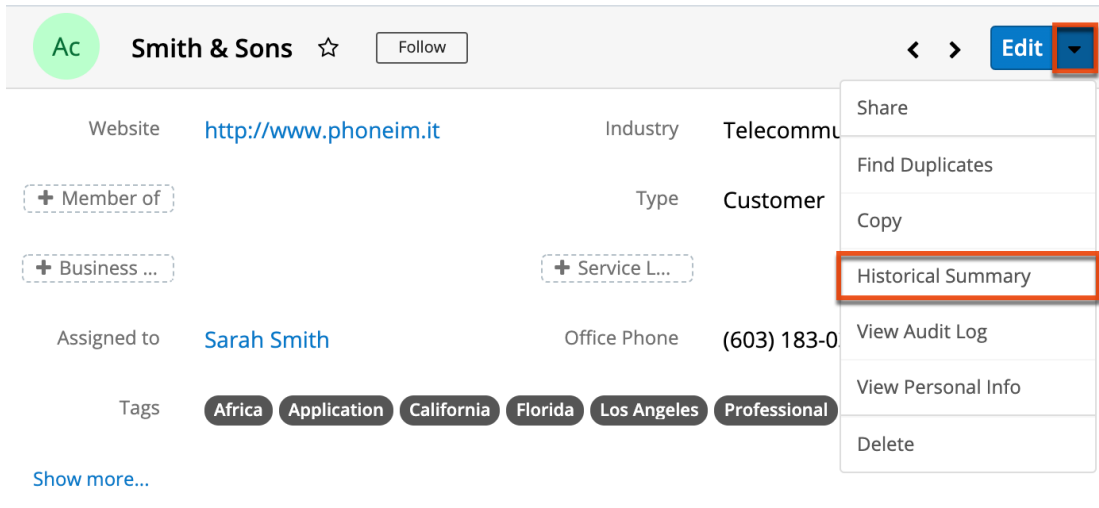 Ac Smith & Sons Follow Edit
Share
Website http://www.phoneim.it Industry Telecommu
Find Duplicates
+ Member of Type Customer
Copy
+ Business ... + Service L...
Historical Summary
Assigned to Sarah Smith Office Phone (603) 183-0
View Audit Log
View Personal Info
Tags Africa Application California Florida Los Angeles Professional
Delete
Show more...